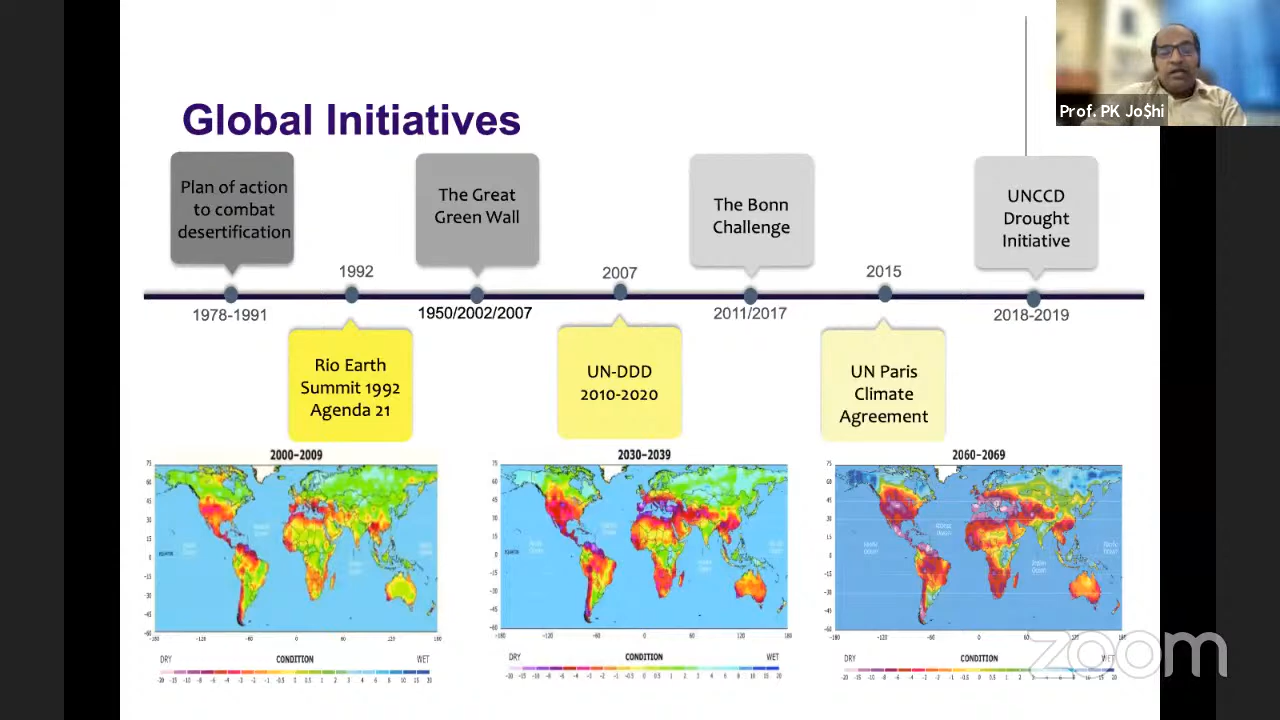 Prof. PK Jo$hi
Global Initiatives
Plan of action
to combat
desertification
The Great
Green Wall
The Bonn
Challenge
UNCCD
Drought
Initiative
1992
2007
2015
1978-1991
1950/2002/2007
2011/2017
2018-2019
Rio Earth
Summit 1992
Agenda 21
UN-DDD
2010-2020
UN Paris
Climate
Agreement
2000-2009
2030-2039
2060-2069
DRY CONDITION WET
DRY CONDITION WET
DRY CONDITION WET
zoom